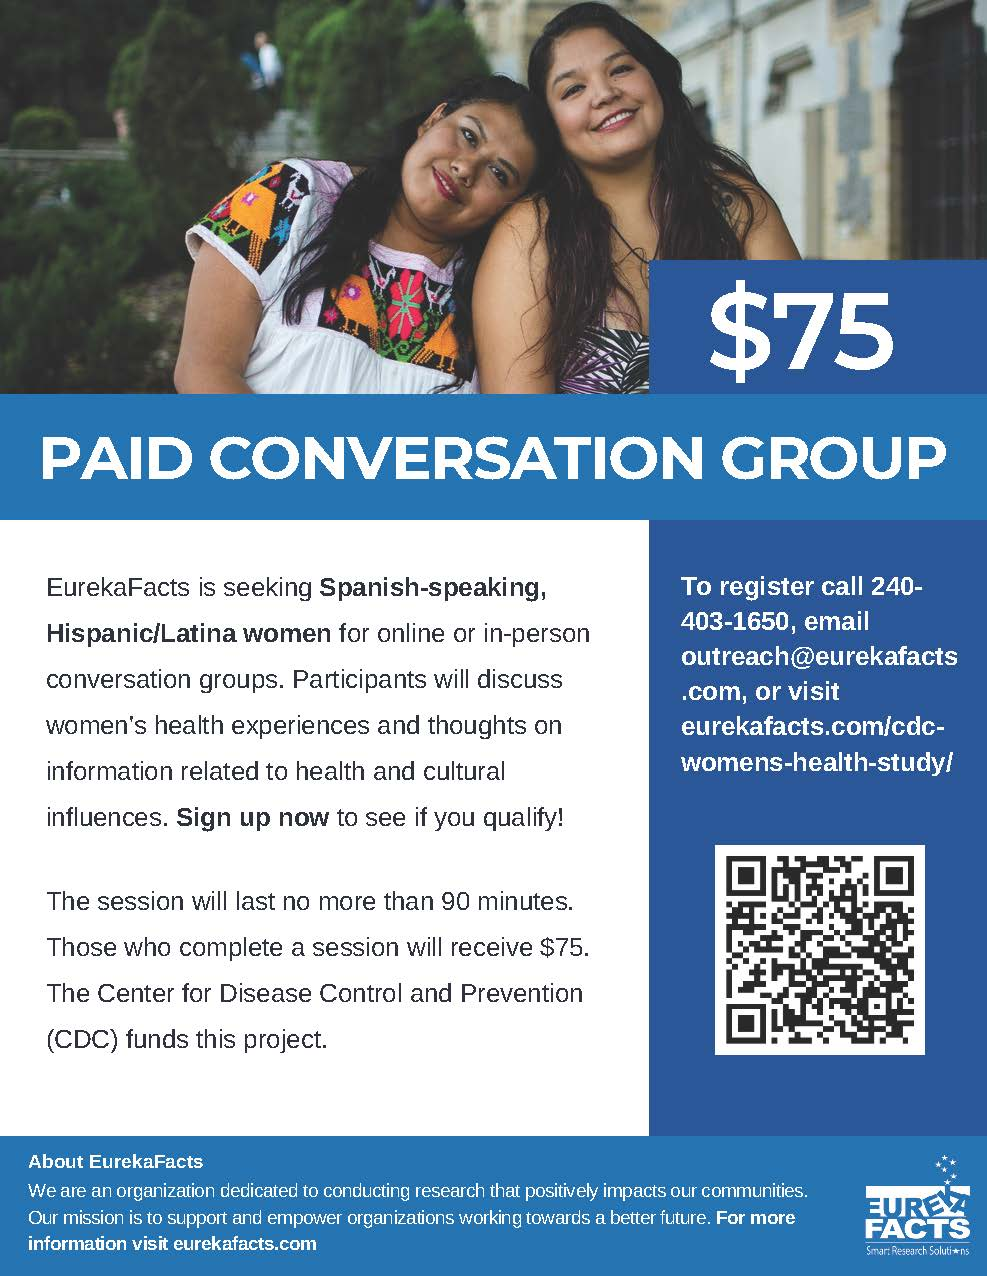 $75
PAID CONVERSATION GROUP
EurekaFacts is seeking Spanish-speaking,
Hispanic/Latina women for online or in-person
conversation groups. Participants will discuss
women's health experiences and thoughts on
information related to health and cultural
influences. Sign up now to see if you qualify!
The session will last no more than 90 minutes.
Those who complete a session will receive $75.
The Center for Disease Control and Prevention
(CDC) funds this project.
To register call 240-
403-1650, email
outreach@eurekafacts
.com, or visit
eurekafacts.com/cdc-
womens-health-study/
About EurekaFacts
We are an organization dedicated to conducting research that positively impacts our communities.
Our mission is to support and empower organizations working towards a better future. For more
information visit eurekafacts.com
EUREKA
FACTS
Smart Research Soluti★ns